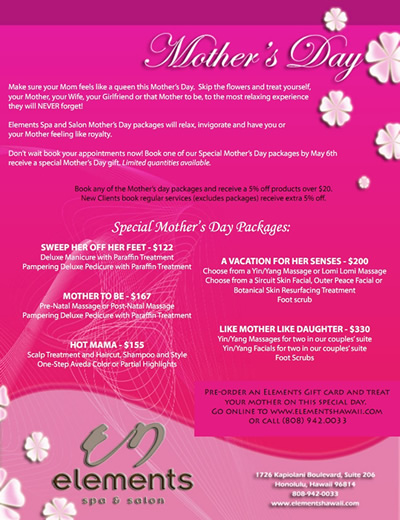 Mother's Day
Make sure your Mom feels like a queen this Mother's Day.  Skip the flowers and treat yourself,
your Mother, your Wife, your Girlfriend or that Mother to be, to the most relaxing experience
they will NEVER forget!
Elements Spa and Salon Mother's Day packages will relax, invigorate and have you or
your Mother feeling like royalty.
Don't wait book your appointments now! Book one of our Special Mother's Day packages by May 6th
receive a special Mother's Day gift. Limited quantities available.
Book any of the Mother's day packages and receive a 5% off products over $20.
New Clients book regular services (excludes packages) receive extra 5% off.
Special Mother's Day Packages:
SWEEP HER OFF HER FEET - $122
Deluxe Manicure with Paraffin Treatment
Pampering Deluxe Pedicure with Paraffin Treatment
MOTHER TO BE - $167
Pre-Natal Massage or Post-Natal Massage
Pampering Deluxe Pedicure with Paraffin Treatment
HOT MAMA - $155
Scalp Treatment and Haircut, Shampoo and Style
One-Step Aveda Color or Partial Highlights
A VACATION FOR HER SENSES - $200
Choose from a Yin/Yang Massage or Lomi Lomi Massage
Choose from a Sircuit Skin Facial, Outer Peace Facial or
Botanical Skin Resurfacing Treatment
Foot scrub
LIKE MOTHER LIKE DAUGHTER - $330
Yin/Yang Massages for two in our couples' suite
Yin/Yang Facials for two in our couples' suite
Foot Scrubs
PRE-ORDER AN ELEMENTS GIFT CARD AND TREAT
YOUR MOTHER ON THIS SPECIAL DAY.
GO ONLINE TO WWW.ELEMENTSHAWAII.COM
OR CALL (808) 942.0033
elements
spa & salon
1726 Kapiolani Boulevard, Suite 206
Honolulu, Hawaii 96814
808-942-0033
www.elementshawaii.com